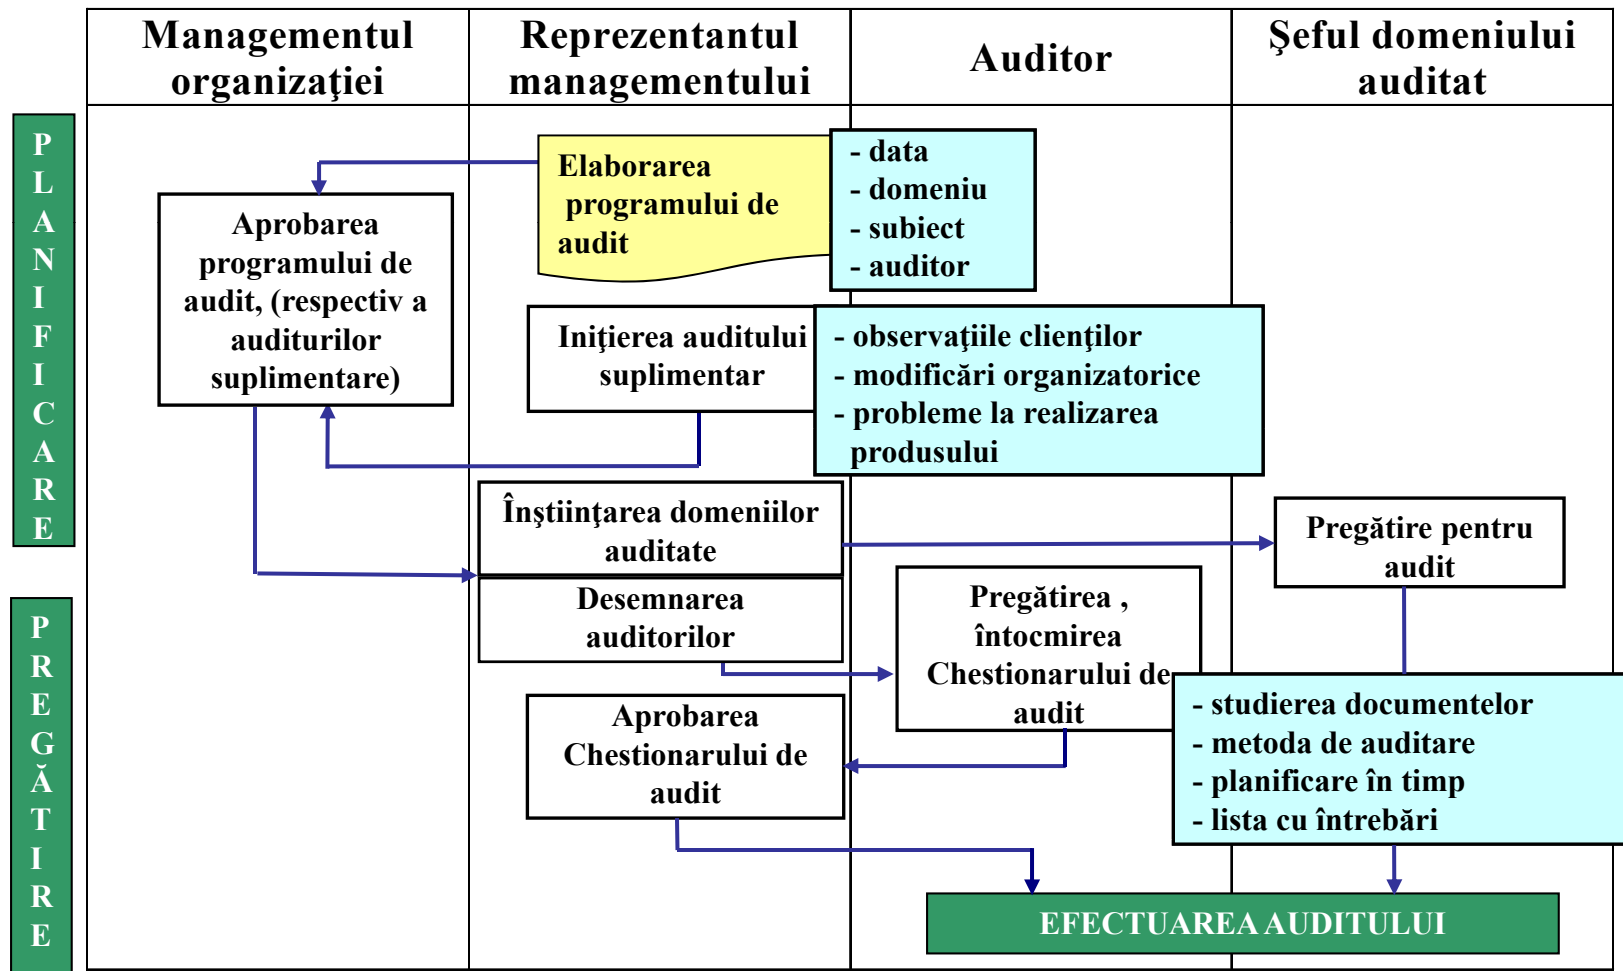 Managementul
organizaţiei
Reprezentantul
managementului
Auditor
Şeful domeniului
auditat
P
L
A
N
I
F
I
C
A
R
E
Elaborarea
programului de
audit
- data
- domeniu
- subiect
- auditor
Aprobarea
programului de
audit, (respectiv a
auditurilor
suplimentare)
Iniţierea auditului
suplimentar
- observaţiile clienţilor
- modificări organizatorice
- probleme la realizarea
produsului
Înştiinţarea domeniilor
auditate
Pregătire pentru
audit
P
R
E
G
Ă
T
I
R
E
Desemnarea
auditorilor
Pregătirea ,
întocmirea
Chestionarului de
audit
Aprobarea
Chestionarului de
audit
- studierea documentelor
- metoda de auditare
- planificare în timp
- lista cu întrebări
EFECTUAREA AUDITULUI